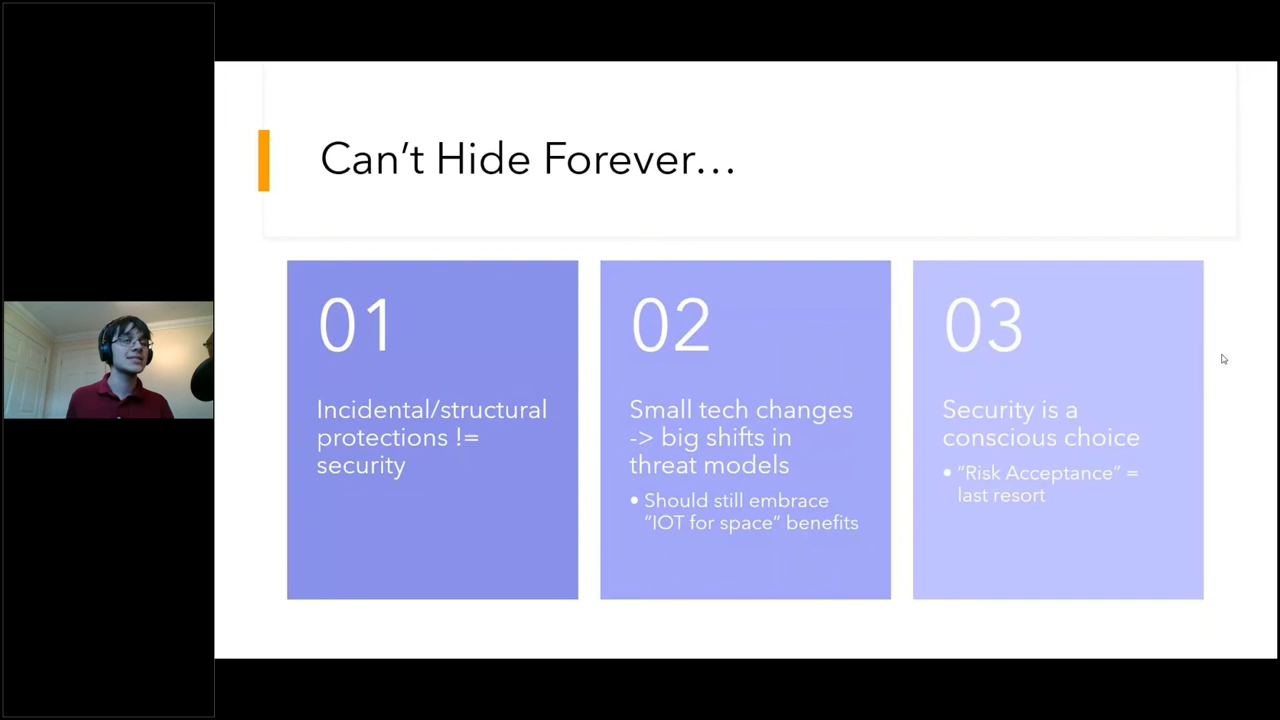 Can’t Hide Forever…
01
Incidental/structural
protections !=
security
02
Small tech changes
-> big shifts in
threat models
• Should still embrace
“IOT for space” benefits
03
Security is a
conscious choice
• “Risk Acceptance” =
last resort